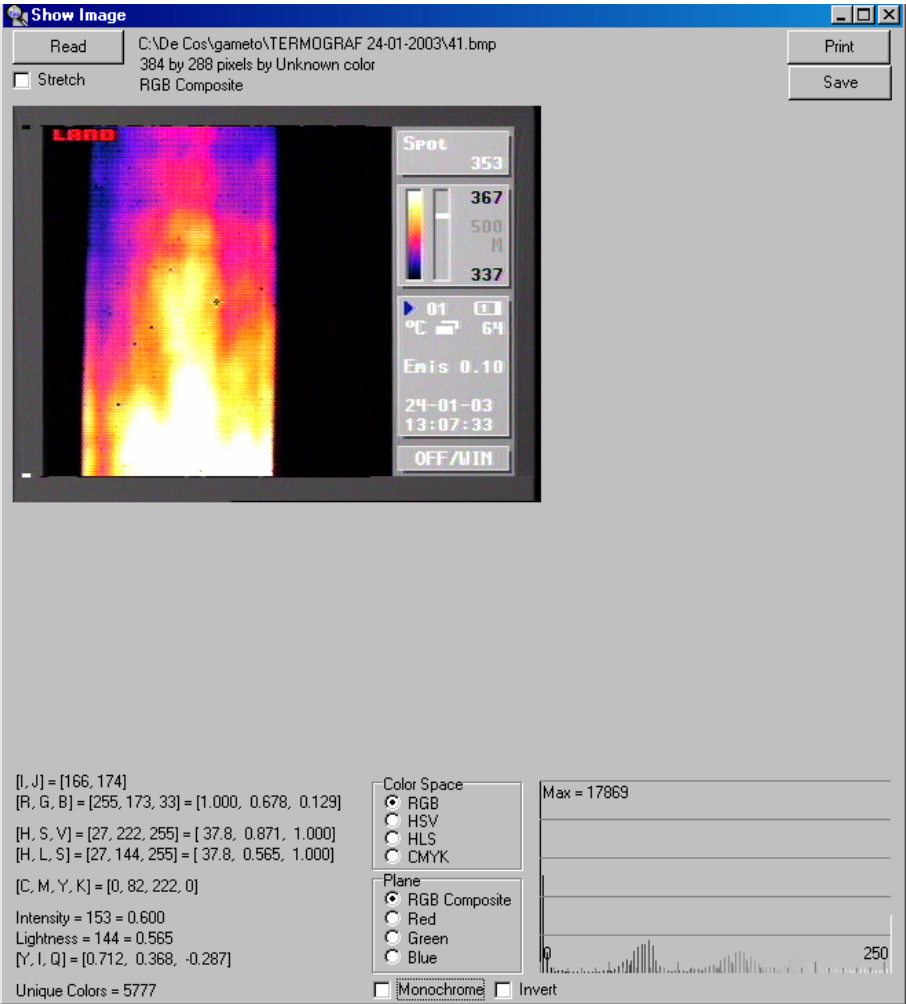 Show Image
Read
C:\De Cos\gameto\TERMOGRAF 24-01-2003\41.bmp
Print
384 by 288 pixels by Unknown color
Stretch
RGB Composite
Save
LAND
Spot
353
367
500
M
337
01 1
°C 64
Emis 0.10
24-01-03
13:07:33
OFF/WIN
[I, J] = [166, 174]
[R, G, B] = [255, 173, 33] = [1.000, 0.678, 0.129]
[H, S, V] = [27, 222, 255] = [ 37.8, 0.871, 1.000]
[H, L, S] = [27, 144, 255] = [ 37.8, 0.565, 1.000]
[C, M, Y, K] = [0, 82, 222, 0]
Intensity = 153 = 0.600
Lightness = 144 = 0.565
[Y, I, Q] = [0.712, 0.368, -0.287]
Unique Colors = 5777
Color Space
RGB
HSV
HLS
CMYK
Plane
RGB Composite
Red
Green
Blue
Monochrome Invert
Max = 17869
0 250